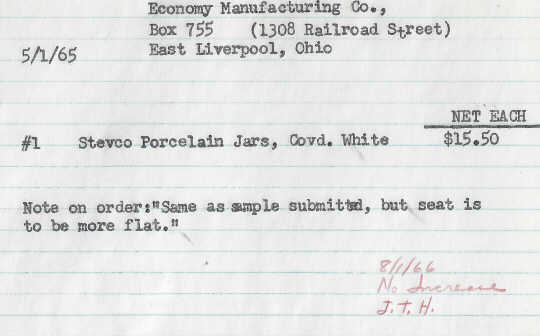 Economy Manufacturing Co.,
Box 755 (1308 Railroad Street)
5/1/65 East Liverpool, Ohio
NET EACH
#1 Stevco Porcelain Jars, Covd. White $15.50
Note on order:"Same as sample submitted, but seat is
to be more flat."
8/1/66
No Increase
J.T.H.